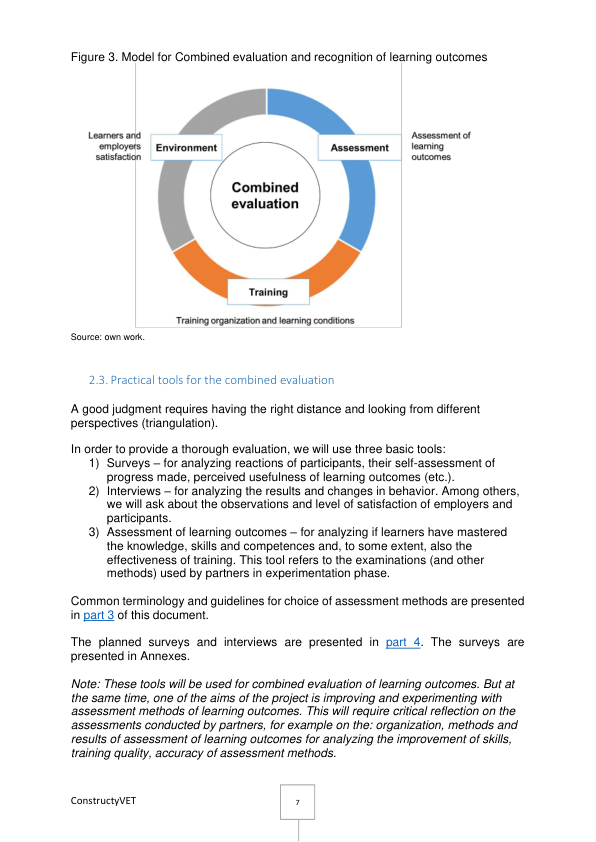 Figure 3. Model for Combined evaluation and recognition of learning outcomes
Learners and
employers
satisfaction
Environment
Assessment
Assessment of
learning
outcomes
Combined
evaluation
Training
Training organization and learning conditions
Source: own work.
2.3. Practical tools for the combined evaluation
A good judgment requires having the right distance and looking from different
perspectives (triangulation).
In order to provide a thorough evaluation, we will use three basic tools:
1) Surveys – for analyzing reactions of participants, their self-assessment of
progress made, perceived usefulness of learning outcomes (etc.).
2) Interviews – for analyzing the results and changes in behavior. Among others,
we will ask about the observations and level of satisfaction of employers and
participants.
3) Assessment of learning outcomes – for analyzing if learners have mastered
the knowledge, skills and competences and, to some extent, also the
effectiveness of training. This tool refers to the examinations (and other
methods) used by partners in experimentation phase.
Common terminology and guidelines for choice of assessment methods are presented
in part 3 of this document.
The planned surveys and interviews are presented in part 4. The surveys are
presented in Annexes.
Note: These tools will be used for combined evaluation of learning outcomes. But at
the same time, one of the aims of the project is improving and experimenting with
assessment methods of learning outcomes. This will require critical reflection on the
assessments conducted by partners, for example on the: organization, methods and
results of assessment of learning outcomes for analyzing the improvement of skills,
training quality, accuracy of assessment methods.
ConstructyVET
7